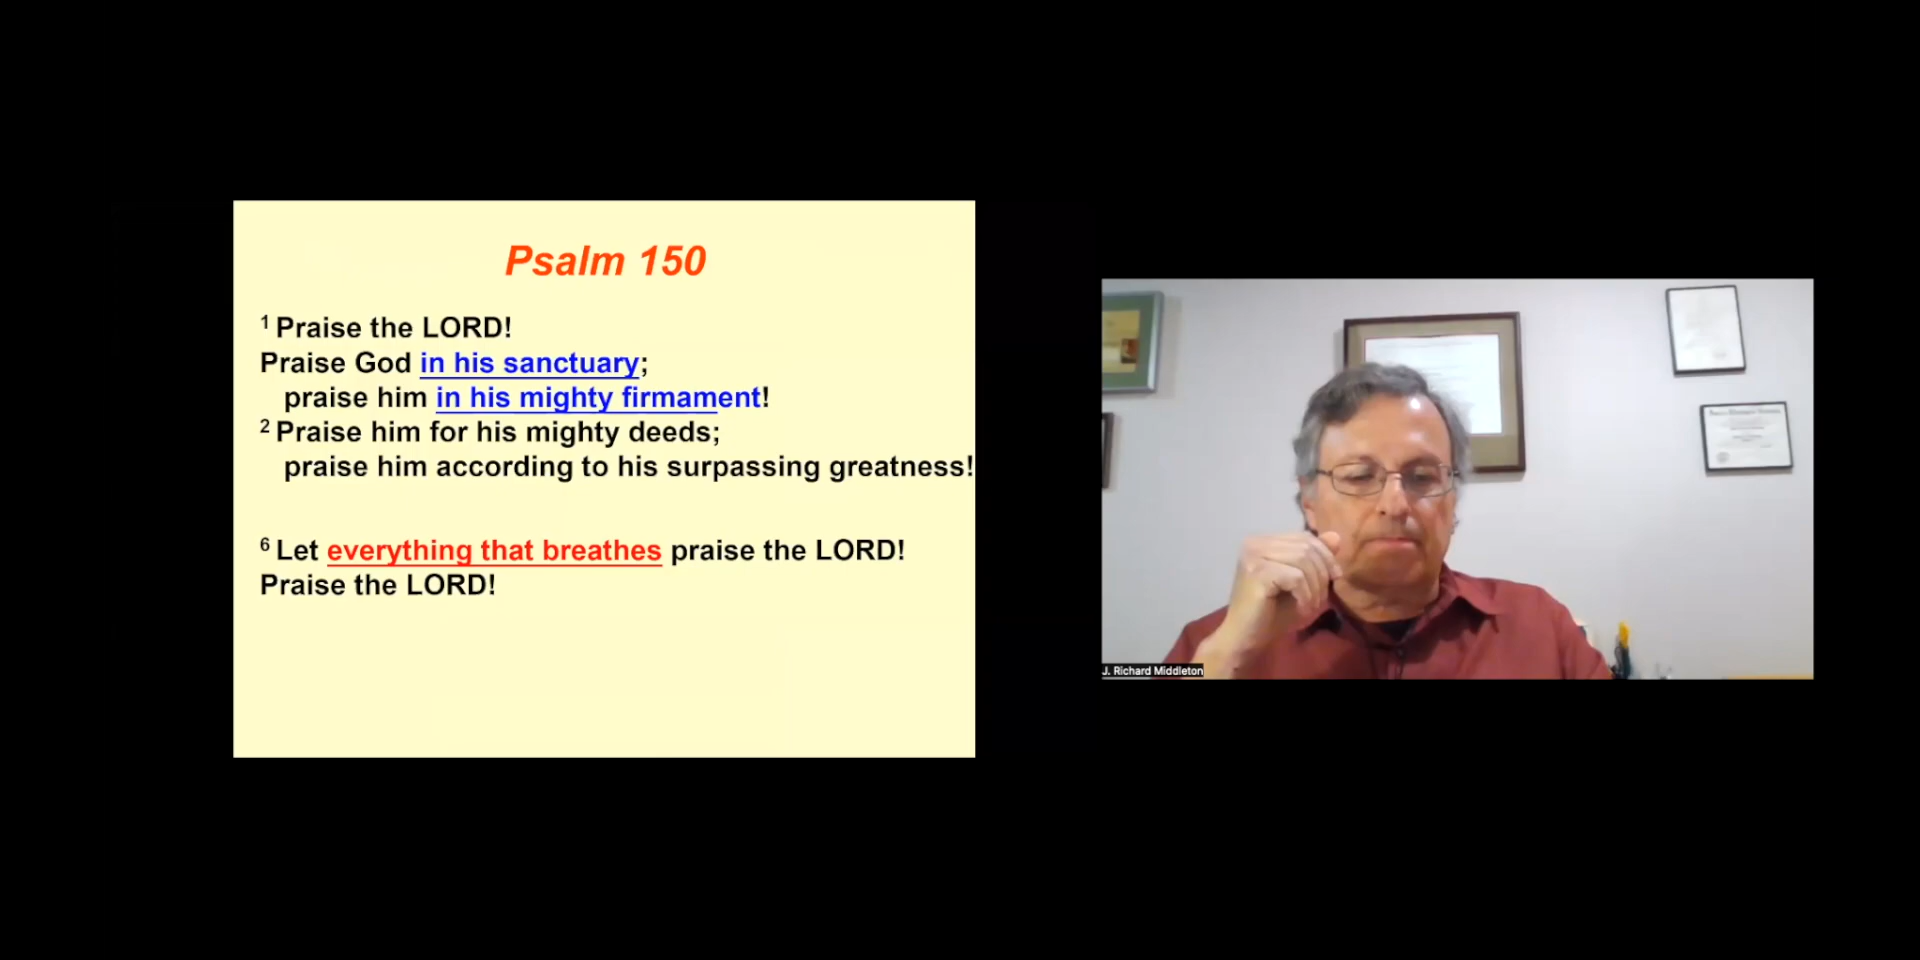 Psalm 150
1 Praise the LORD!
Praise God in his sanctuary;
praise him in his mighty firmament!
2 Praise him for his mighty deeds;
praise him according to his surpassing greatness!
6 Let everything that breathes praise the LORD!
Praise the LORD!
J. Richard Middleton